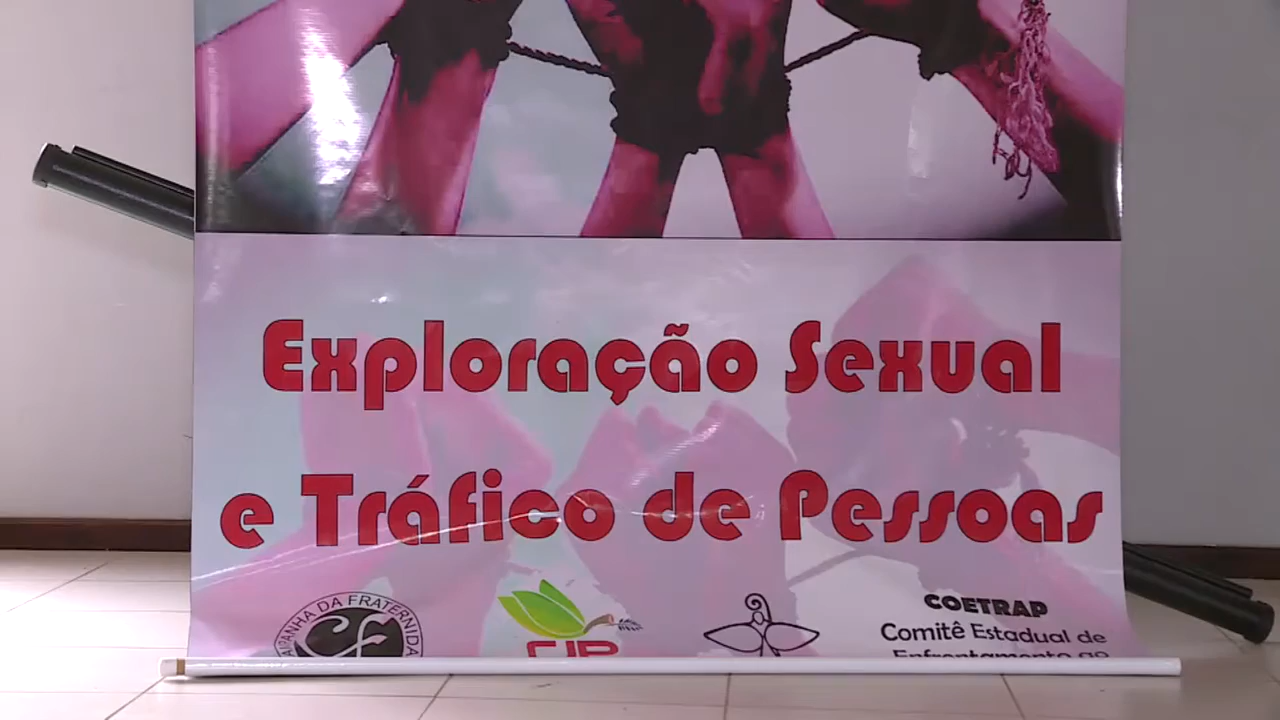 Exploração Sexual
e Tráfico de Pessoas
COETRAP
Comitê Estadual de
Enfrentamento ao